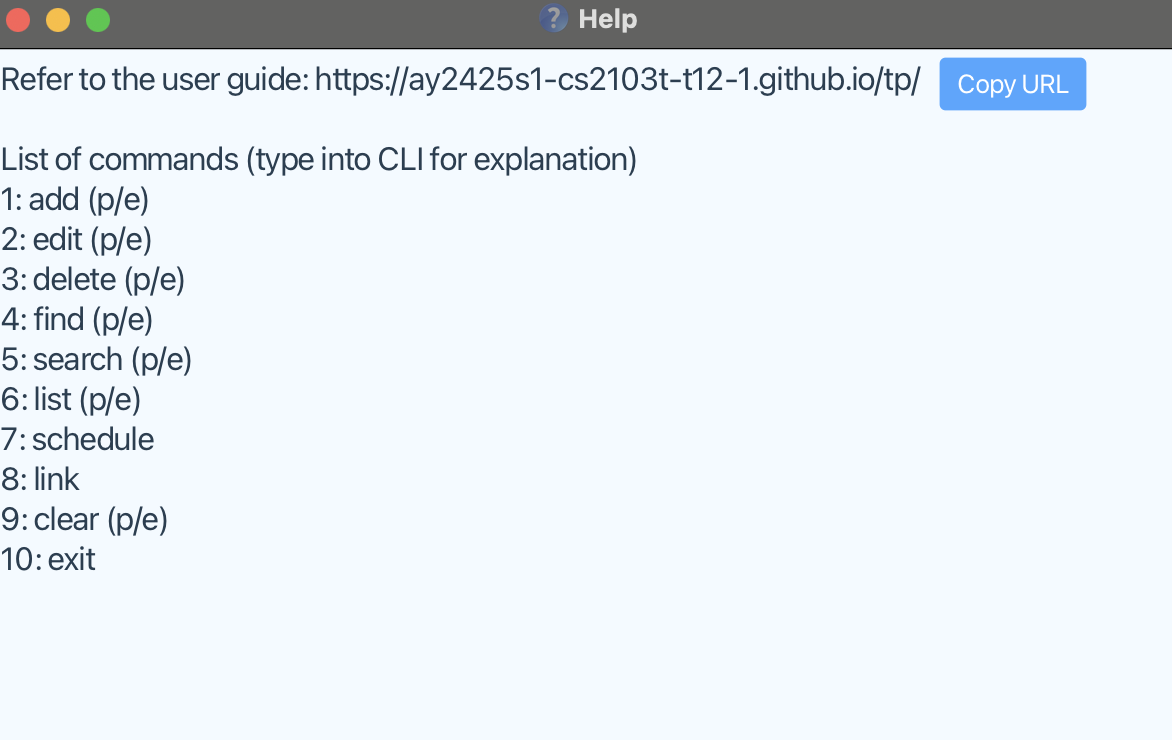 Help
Refer to the user guide: https://ay2425s1-cs2103t-t12-1.github.io/tp/ Copy URL
List of commands (type into CLI for explanation)
1: add (p/e)
2: edit (p/e)
3: delete (p/e)
4: find (p/e)
5: search (p/e)
6: list (p/e)
7: schedule
8: link
9: clear (p/e)
10: exit